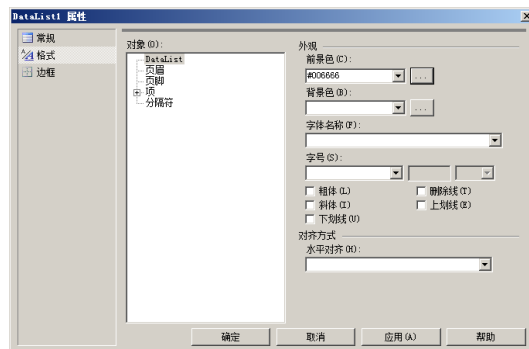 DataList1 属性
常规
格式
边框
对象(O):
DataList
页眉
页脚
项
分隔符
外观
前景色(C):
#006666
...
背景色(B):
...
字体名称(F):
字号(S):
粗体(L)
删除线(T)
斜体(I)
上划线(E)
下划线(U)
对齐方式
水平对齐(H):
确定
取消
应用(A)
帮助